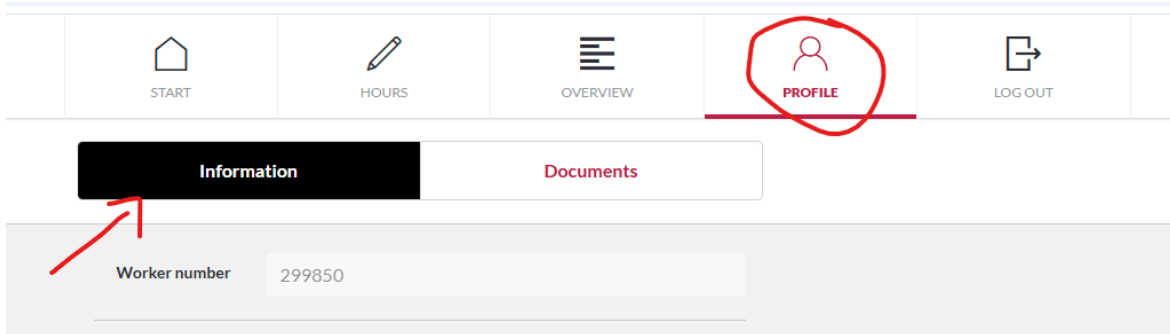 START HOURS OVERVIEW PROFILE LOG OUT
Information Documents
Worker number 299850